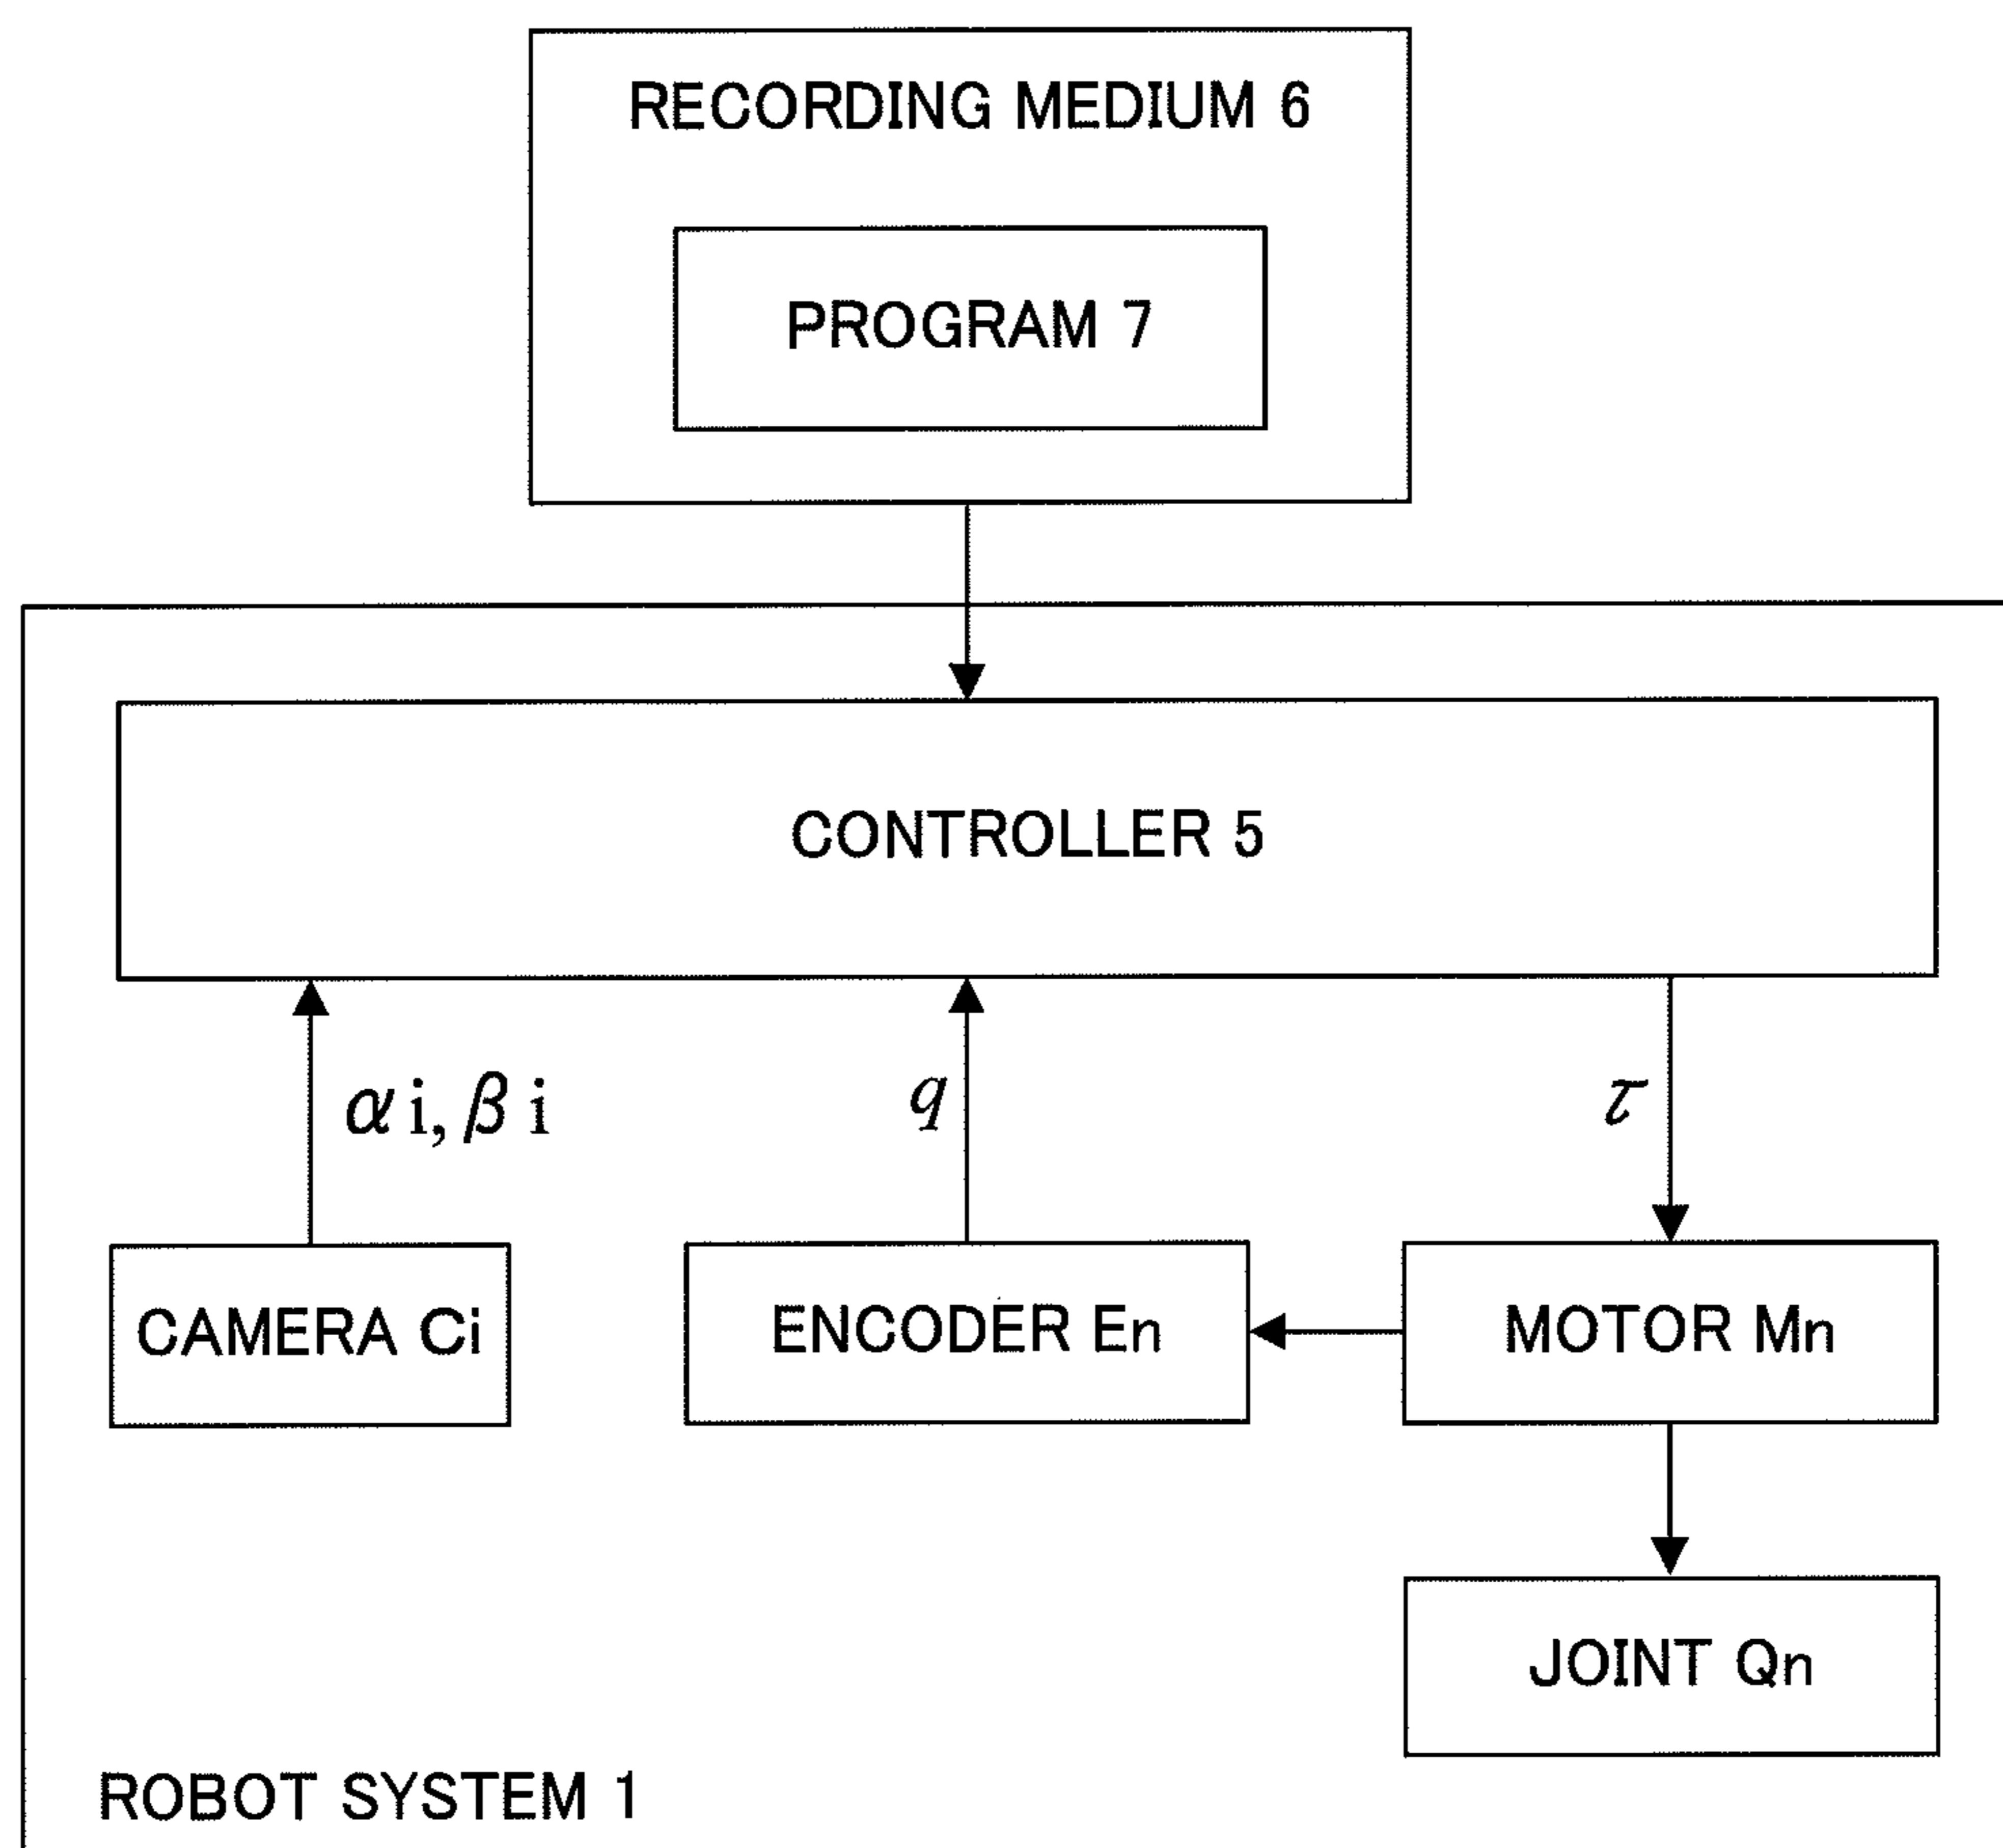 RECORDING MEDIUM 6
PROGRAM 7
CONTROLLER 5
αi, βi
q
τ
CAMERA Ci
ENCODER En
MOTOR Mn
JOINT Qn
ROBOT SYSTEM 1